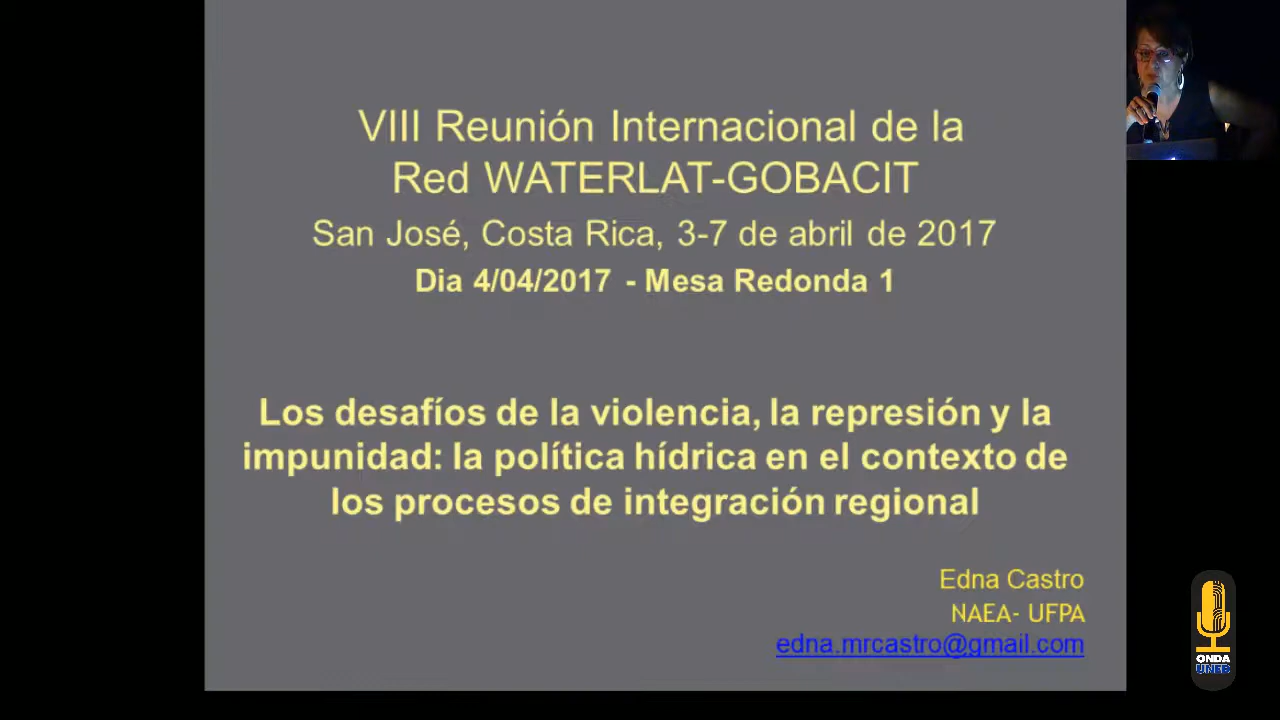 VIII Reunión Internacional de la
Red WATERLAT-GOBACIT
San José, Costa Rica, 3-7 de abril de 2017
Dia 4/04/2017 - Mesa Redonda 1
Los desafíos de la violencia, la represión y la
impunidad: la política hídrica en el contexto de
los procesos de integración regional
Edna Castro
NAEA- UFPA
edna.mrcastro@gmail.com
ONDA
UNEB